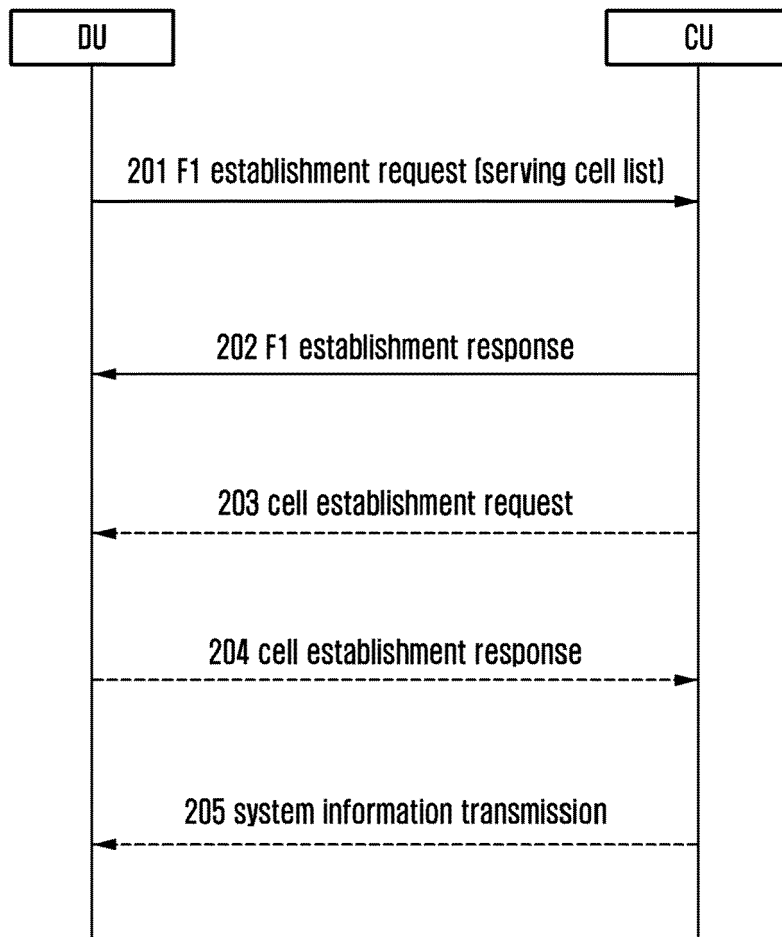 DU
CU
201 F1 establishment request (serving cell list)
202 F1 establishment response
203 cell establishment request
204 cell establishment response
205 system information transmission